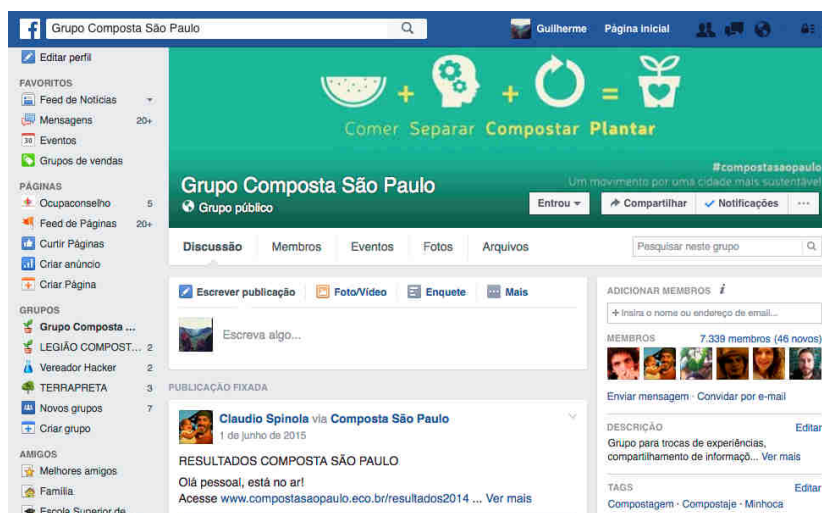 f Grupo Composta São Paulo
Guilherme Página inicial
Editar perfil
FAVORITOS
Feed de Notícias
Mensagens 20+
30 Eventos
Grupos de vendas
PÁGINAS
Ocupaconselho 5
Feed de Páginas 20+
Curtir Páginas
Criar anúncio
Criar Página
GRUPOS
Grupo Composta ...
LEGIÃO COMPOST... 2
Vereador Hacker 2
TERRAPRETA 3
Novos grupos 7
Criar grupo
AMIGOS
Melhores amigos
Família
Escola Superior de
+ + =
Comer Separar Compostar Plantar
#compostasaopaulo
Um movimento por uma cidade mais sustentável
Grupo Composta São Paulo
Grupo público
Entrou Compartilhar Notificações ...
Discussão Membros Eventos Fotos Arquivos
Pesquisar neste grupo
Escrever publicação Foto/Vídeo Enquete Mais
Escreva algo...
PUBLICAÇÃO FIXADA
Claudio Spinola via Composta São Paulo
1 de junho de 2015
RESULTADOS COMPOSTA SÃO PAULO
Olá pessoal, está no ar!
Acesse www.compostasaopaulo.eco.br/resultados2014 ... Ver mais
ADICIONAR MEMBROS i
+ Insira o nome ou endereço de email...
MEMBROS 7.339 membros (46 novos)
Enviar mensagem · Convidar por e-mail
DESCRIÇÃO Editar
Grupo para trocas de experiências,
compartilhamento de informaçõ... Ver mais
TAGS Editar
Compostagem · Compostaje · Minhoca